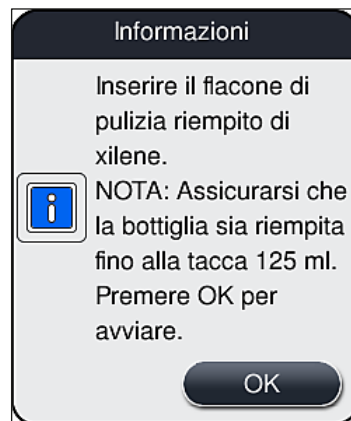 Informazioni
Inserire il flacone di
pulizia riempito di
xilene.
NOTA: Assicurarsi che
la bottiglia sia riempita
fino alla tacca 125 ml.
Premere OK per
avviare.
OK